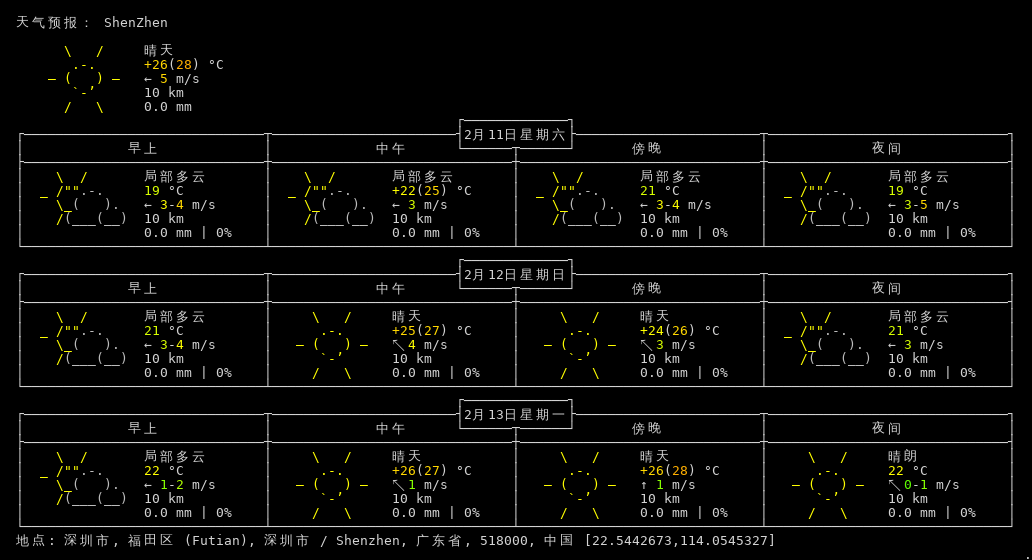 天气预报： ShenZhen
晴天
+26(28) °C
← 5 m/s
10 km
0.0 mm
2月11日星期六
早上 中午 傍晚 夜间
局部多云 局部多云 局部多云 局部多云
19 °C +22(25) °C 21 °C 19 °C
← 3-4 m/s ← 3 m/s ← 3-4 m/s ← 3-5 m/s
10 km 10 km 10 km 10 km
0.0 mm | 0% 0.0 mm | 0% 0.0 mm | 0% 0.0 mm | 0%
2月12日星期日
早上 中午 傍晚 夜间
局部多云 晴天 晴天 局部多云
21 °C +25(27) °C +24(26) °C 21 °C
← 3-4 m/s ↖ 4 m/s ↖ 3 m/s ← 3 m/s
10 km 10 km 10 km 10 km
0.0 mm | 0% 0.0 mm | 0% 0.0 mm | 0% 0.0 mm | 0%
2月13日星期一
早上 中午 傍晚 夜间
局部多云 晴天 晴天 晴朗
22 °C +26(27) °C +26(28) °C 22 °C
← 1-2 m/s ↖ 1 m/s ↑ 1 m/s ↖ 0-1 m/s
10 km 10 km 10 km 10 km
0.0 mm | 0% 0.0 mm | 0% 0.0 mm | 0% 0.0 mm | 0%
地点: 深圳市, 福田区 (Futian), 深圳市 / Shenzhen, 广东省, 518000, 中国 [22.5442673,114.0545327]